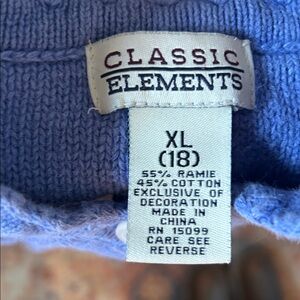 CLASSIC
ELEMENTS
XL
(18)
55% RAMIE
45% COTTON
EXCLUSIVE OF
DECORATION
MADE IN
CHINA
RN 15099
CARE SEE
REVERSE